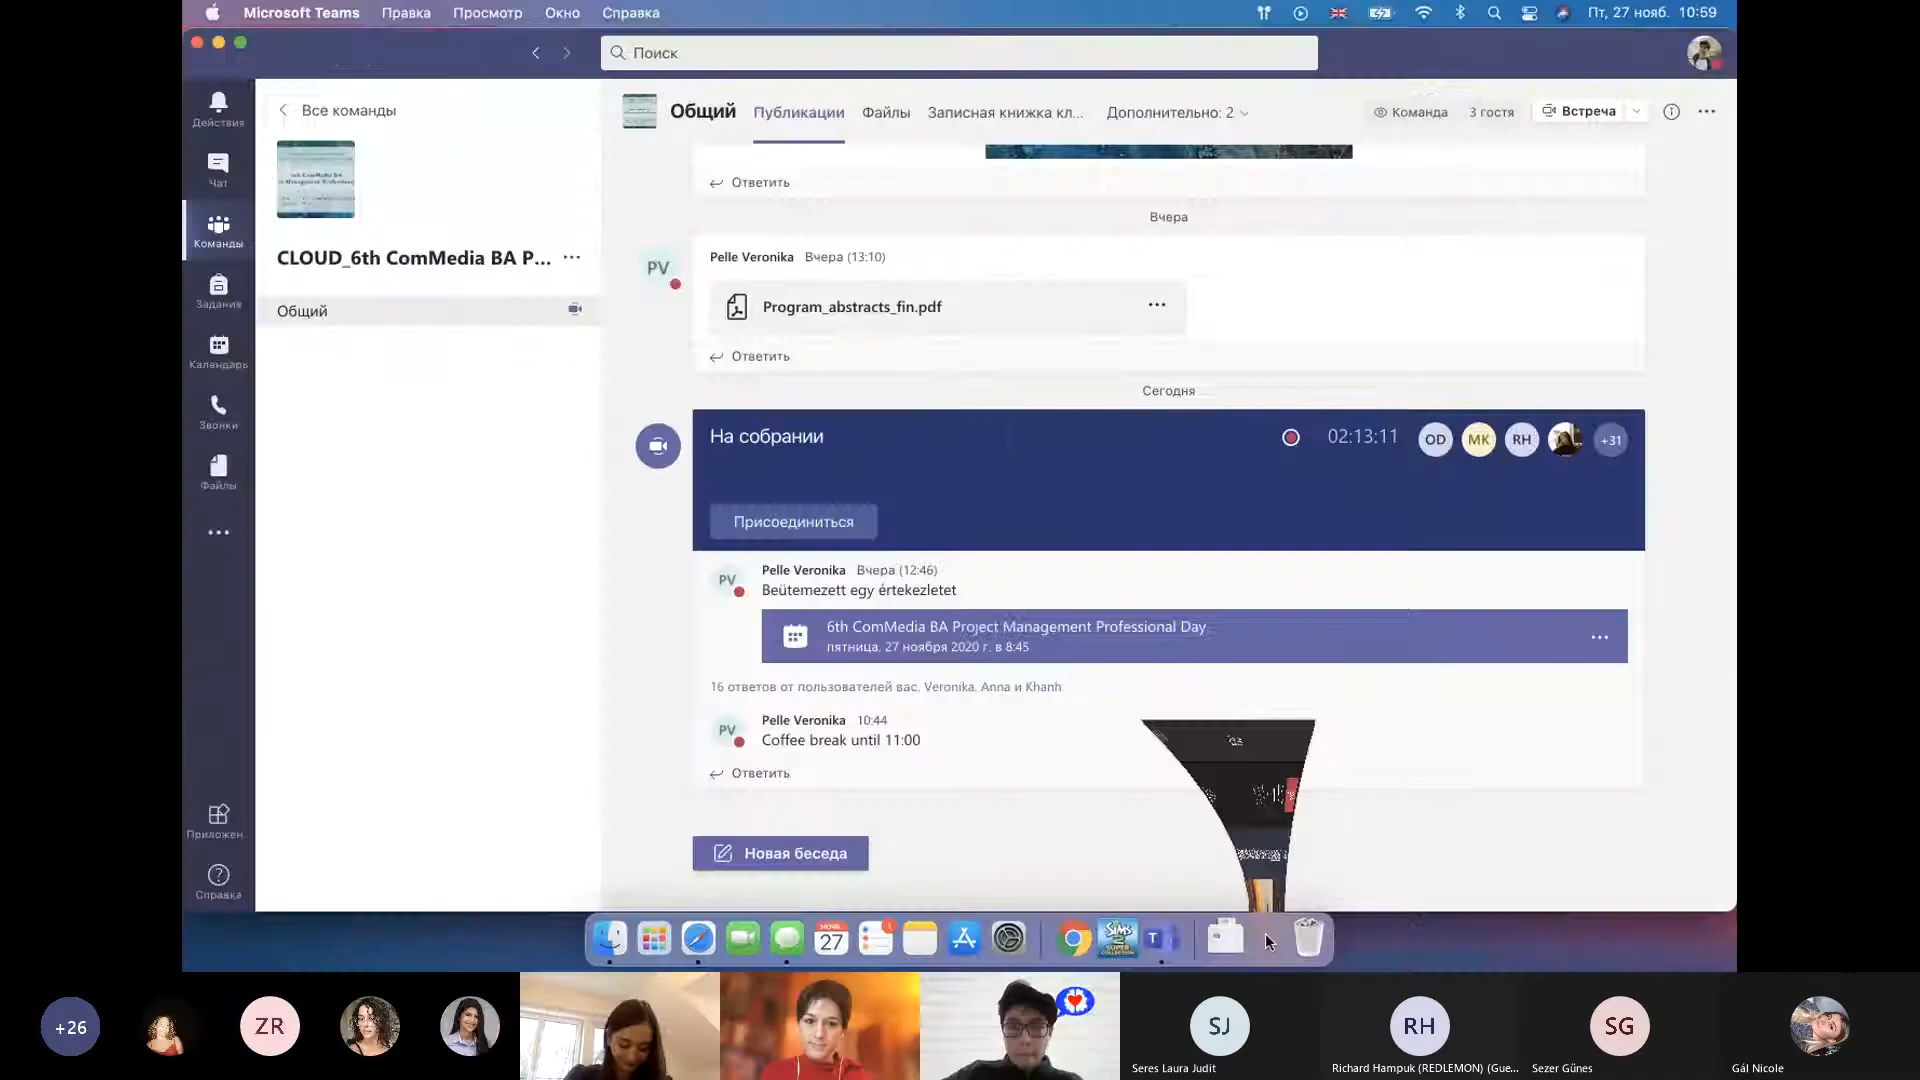 Microsoft Teams Правка Просмотр Окно Справка
Пт, 27 нояб. 10:59
Поиск
Действия
Чат
Команды
Задания
Календарь
Звонки
Файлы
Приложен.
Справка
Все команды
CLOUD_6th ComMedia BA P...
Общий
Общий Публикации Файлы Записная книжка кл... Дополнительно: 2
Команда 3 гостя Встреча
Ответить
Вчера
PV
Pelle Veronika Вчера (13:10)
Program_abstracts_fin.pdf
Ответить
Сегодня
На собрании
02:13:11 OD MK RH +31
Присоединиться
PV
Pelle Veronika Вчера (12:46)
Beütemezett egy értekezletet
6th ComMedia BA Project Management Professional Day
пятница, 27 ноября 2020 г. в 8:45
16 ответов от пользователей вас, Veronika, Anna и Khanh
PV
Pelle Veronika 10:44
Coffee break until 11:00
Ответить
Новая беседа
НОЯБ.
27
1
SIMS
2
SUPER
COLLECTION
T
+26
ZR
SJ
RH
SG
Seres Laura Judit
Richard Hampuk (REDLEMON) (Gue...
Sezer Günes
Gál Nicole